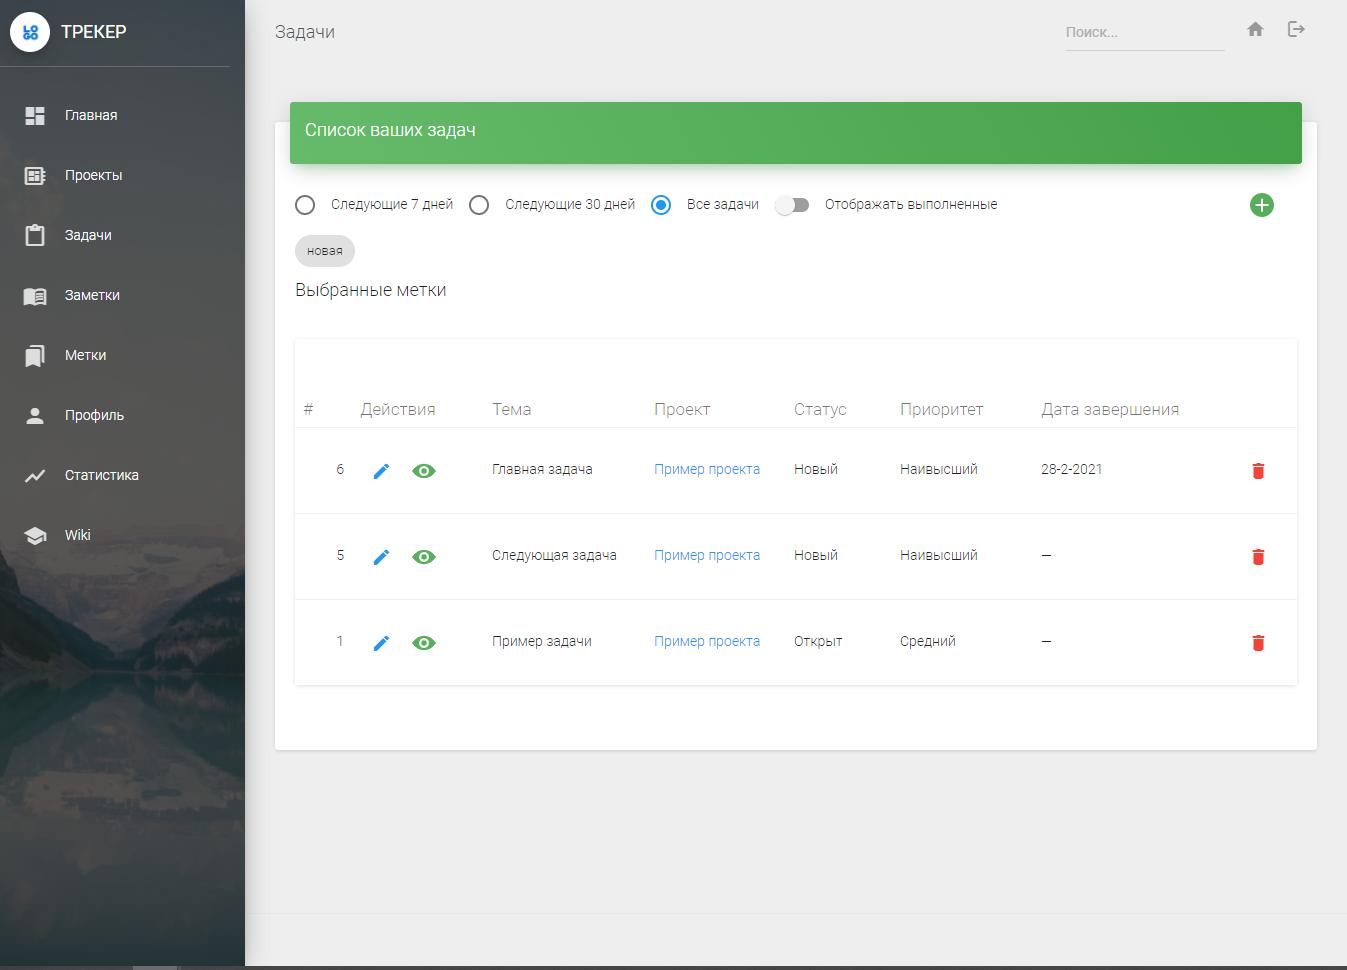 LO
GO
ТРЕКЕР
Задачи
Поиск...
Главная
Проекты
Задачи
Заметки
Метки
Профиль
Статистика
Wiki
Список ваших задач
Следующие 7 дней
Следующие 30 дней
Все задачи
Отображать выполненные
новая
Выбранные метки
# Действия Тема Проект Статус Приоритет Дата завершения
6 Главная задача Пример проекта Новый Наивысший 28-2-2021
5 Следующая задача Пример проекта Новый Наивысший —
1 Пример задачи Пример проекта Открыт Средний —